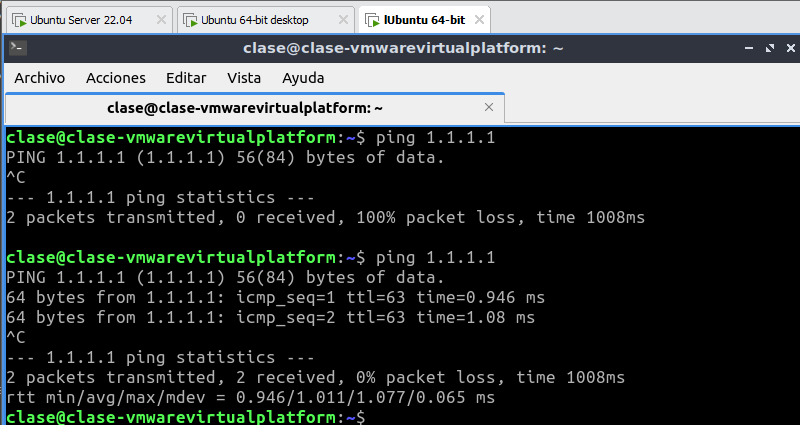 Ubuntu Server 22.04 × Ubuntu 64-bit desktop × lUbuntu 64-bit ×
clase@clase-vmwarevirtualplatform: ~
Archivo Acciones Editar Vista Ayuda
clase@clase-vmwarevirtualplatform: ~ ×
clase@clase-vmwarevirtualplatform:~$ ping 1.1.1.1
PING 1.1.1.1 (1.1.1.1) 56(84) bytes of data.
^C
--- 1.1.1.1 ping statistics ---
2 packets transmitted, 0 received, 100% packet loss, time 1008ms
clase@clase-vmwarevirtualplatform:~$ ping 1.1.1.1
PING 1.1.1.1 (1.1.1.1) 56(84) bytes of data.
64 bytes from 1.1.1.1: icmp_seq=1 ttl=63 time=0.946 ms
64 bytes from 1.1.1.1: icmp_seq=2 ttl=63 time=1.08 ms
^C
--- 1.1.1.1 ping statistics ---
2 packets transmitted, 2 received, 0% packet loss, time 1008ms
rtt min/avg/max/mdev = 0.946/1.011/1.077/0.065 ms
clase@clase-vmwarevirtualplatform:~$